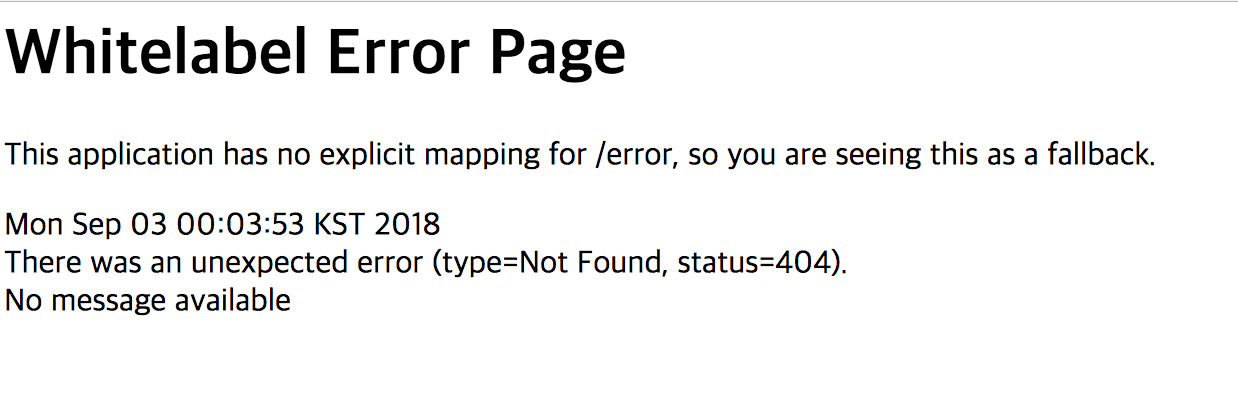 Whitelabel Error Page
This application has no explicit mapping for /error, so you are seeing this as a fallback.
Mon Sep 03 00:03:53 KST 2018
There was an unexpected error (type=Not Found, status=404).
No message available